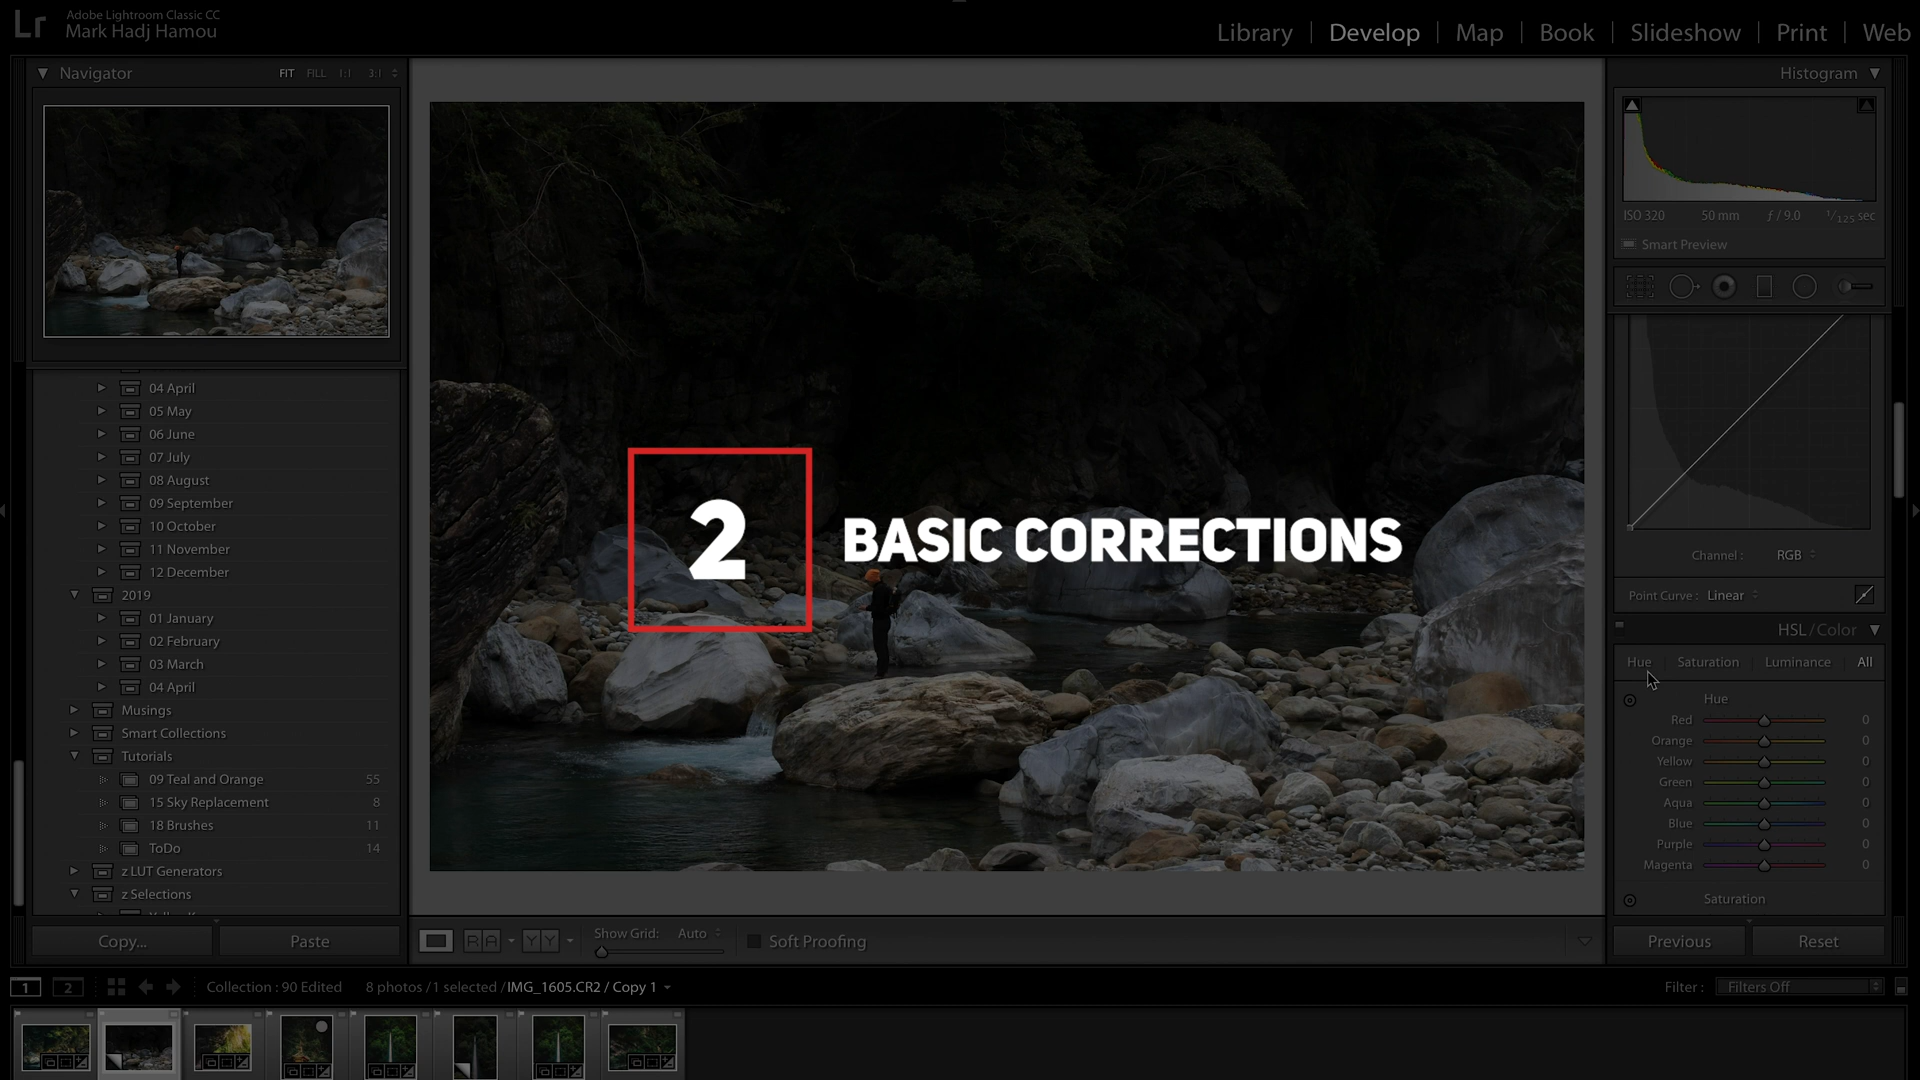 Lr
Adobe Lightroom Classic CC
Mark Hadj Hamou
Library | Develop | Map | Book | Slideshow | Print | Web
Navigator
FIT FILL 1:1 3:1
Histogram
ISO 320 50 mm ƒ / 9.0 1/125 sec
Smart Preview
04 April
05 May
06 June
07 July
08 August
09 September
10 October
11 November
12 December
2019
01 January
02 February
03 March
04 April
Musings
Smart Collections
Tutorials
09 Teal and Orange 55
15 Sky Replacement 8
18 Brushes 11
ToDo 14
z LUT Generators
z Selections
Copy... Paste
2 BASIC CORRECTIONS
Channel : RGB
Point Curve : Linear
HSL / Color
Hue Saturation Luminance All
Hue
Red 0
Orange 0
Yellow 0
Green 0
Aqua 0
Blue 0
Purple 0
Magenta 0
Saturation
Previous Reset
R A Y Y Show Grid: Auto Soft Proofing
1 2 Collection : 90 Edited 8 photos / 1 selected / IMG_1605.CR2 / Copy 1
Filter : Filters Off